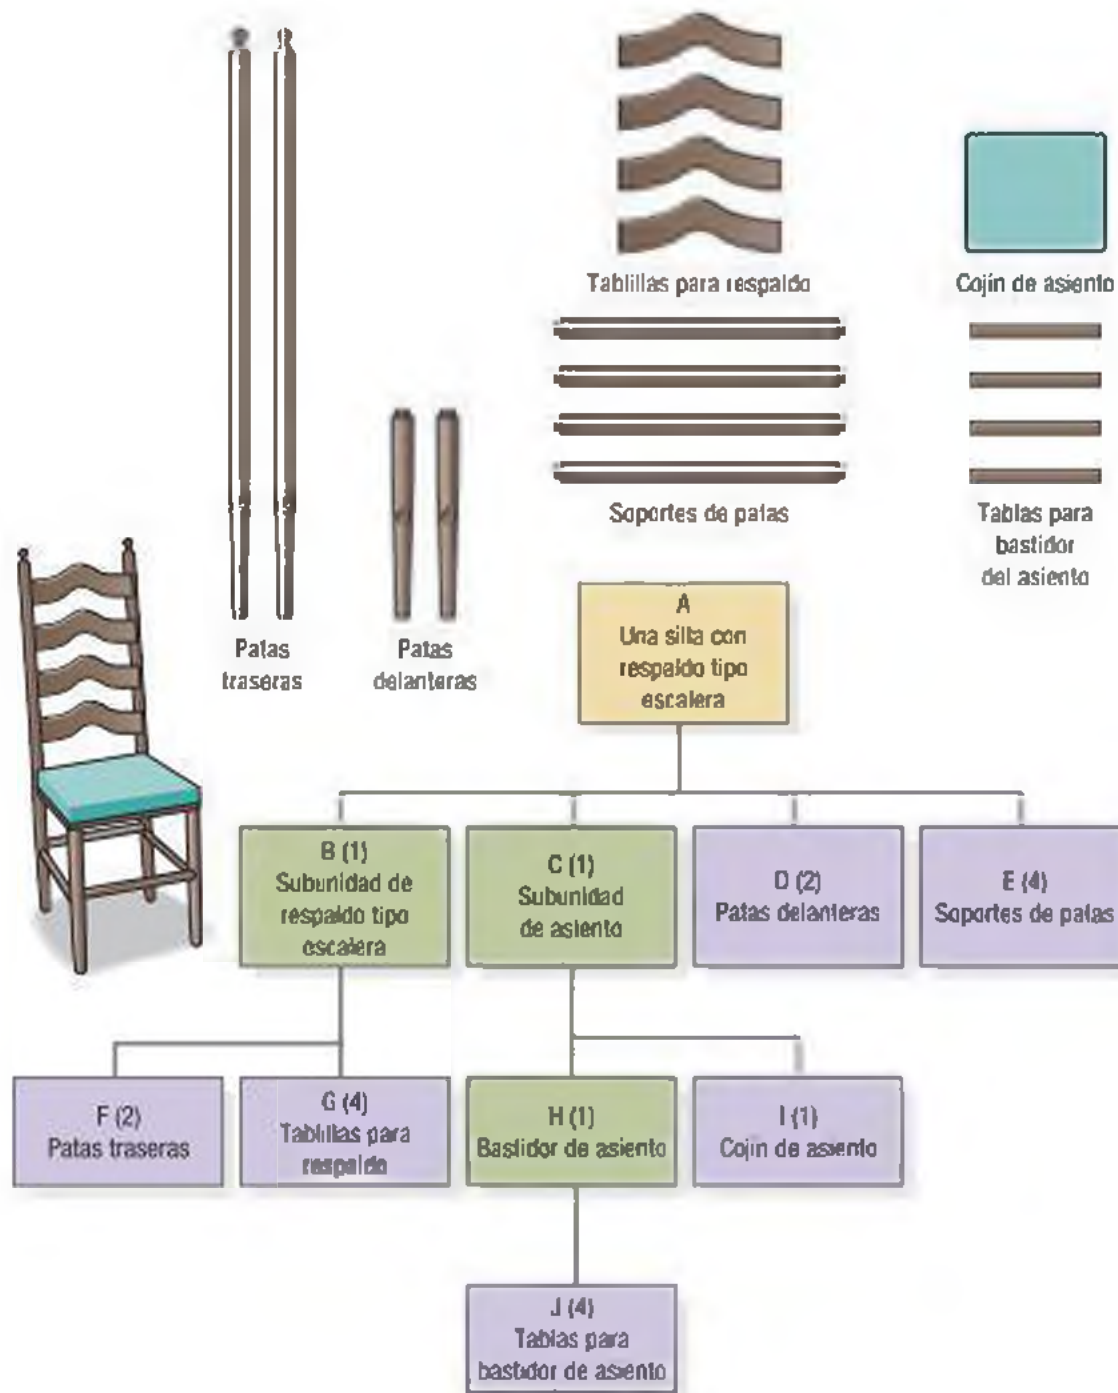 Tablillas para respaldo
Cojín de asiento
Soportes de patas
Tablas para
bastidor
del asiento
Patas
traseras
Patas
delanteras
A
Una silla con
respaldo tipo
escalera
B (1)
Subunidad de
respaldo tipo
escalera
C (1)
Subunidad
de asiento
D (2)
Patas delanteras
E (4)
Soportes de patas
F (2)
Patas traseras
G (4)
Tablillas para
respaldo
H (1)
Bastidor de asiento
I (1)
Cojín de asiento
J (4)
Tablas para
bastidor de asiento